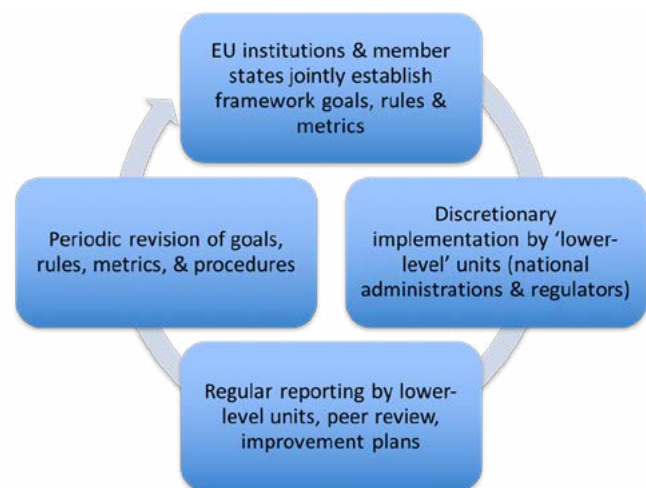 EU institutions & member
states jointly establish
framework goals, rules &
metrics
Discretionary
implementation by ‘lower-
level’ units (national
administrations & regulators)
Regular reporting by lower-
level units, peer review,
improvement plans
Periodic revision of goals,
rules, metrics, & procedures